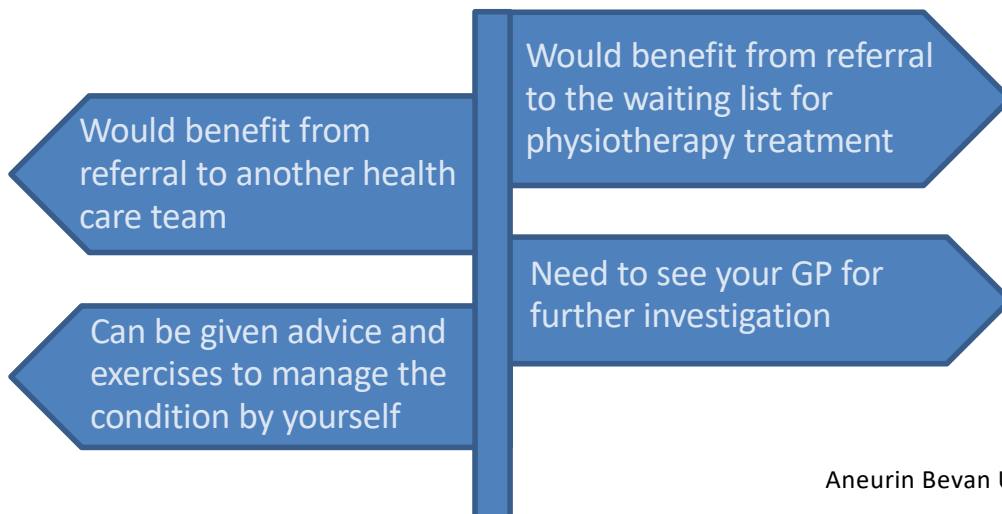 Would benefit from referral
to the waiting list for
physiotherapy treatment
Would benefit from
referral to another health
care team
Need to see your GP for
further investigation
Can be given advice and
exercises to manage the
condition by yourself
Aneurin Bevan U